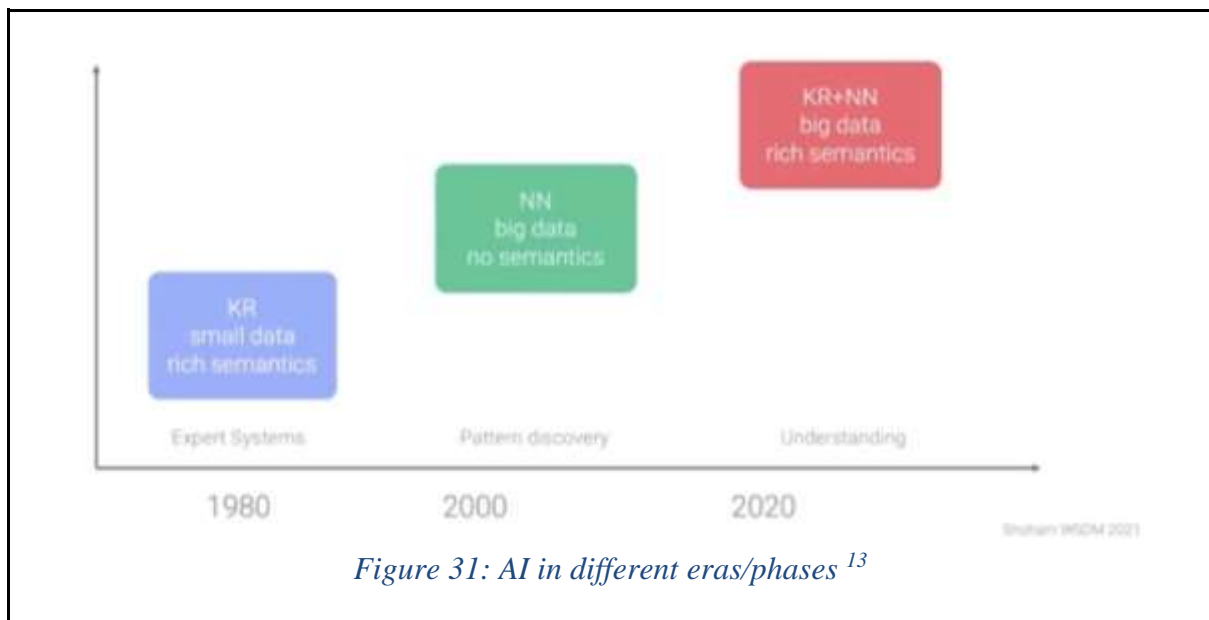 KR+NN
big data
rich semantics
NN
big data
no semantics
KR
small data
rich semantics
Expert Systems
Pattern discovery
Understanding
1980
2000
2020
Shoham WSDM 2021
Figure 31: AI in different eras/phases 13